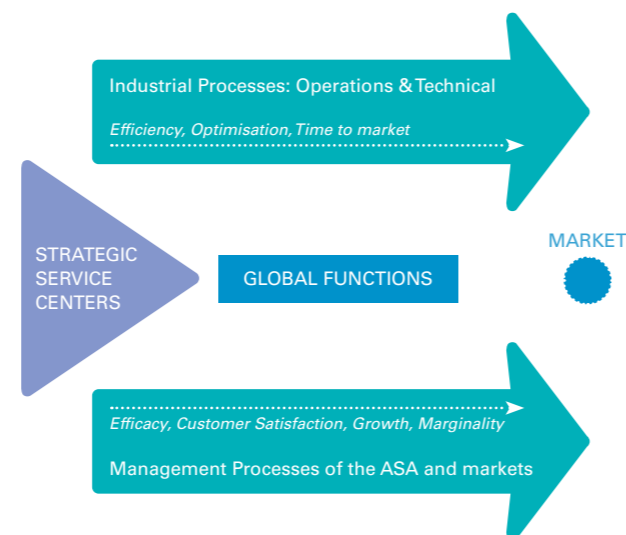 Industrial Processes: Operations & Technical
Efficiency, Optimisation, Time to market
STRATEGIC
SERVICE
CENTERS
GLOBAL FUNCTIONS
MARKET
Efficacy, Customer Satisfaction, Growth, Marginality
Management Processes of the ASA and markets